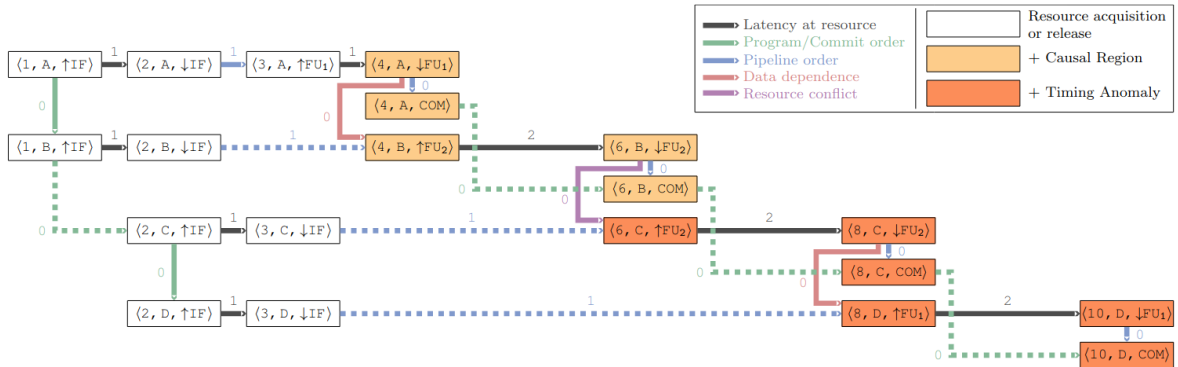 Latency at resource
Program/Commit order
Pipeline order
Data dependence
Resource conflict
Resource acquisition
or release
+ Causal Region
+ Timing Anomaly
⟨1, A, ↑IF⟩ 1 ⟨2, A, ↓IF⟩ 1 ⟨3, A, ↑FU₁⟩ 1 ⟨4, A, ↓FU₁⟩
0
⟨4, A, COM⟩
0 0
⟨1, B, ↑IF⟩ 1 ⟨2, B, ↓IF⟩ 1 ⟨4, B, ↑FU₂⟩ 2 ⟨6, B, ↓FU₂⟩
0
0 ⟨6, B, COM⟩
0
0 ⟨2, C, ↑IF⟩ 1 ⟨3, C, ↓IF⟩ 1 ⟨6, C, ↑FU₂⟩ 2 ⟨8, C, ↓FU₂⟩
0
0 0 ⟨8, C, COM⟩
0
⟨2, D, ↑IF⟩ 1 ⟨3, D, ↓IF⟩ 1 ⟨8, D, ↑FU₁⟩ 2 ⟨10, D, ↓FU₁⟩
0
0 ⟨10, D, COM⟩